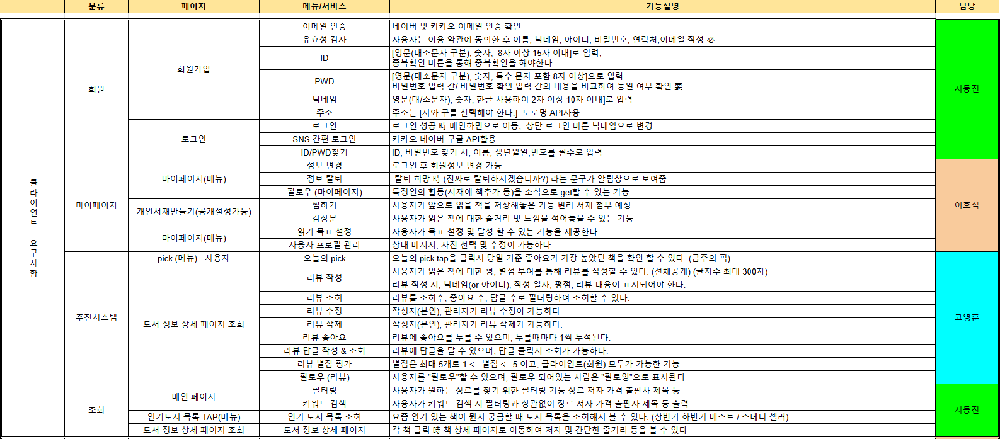 분류 페이지 메뉴/서비스 기능설명 담당
클라이언트 요구사항
회원
회원가입
이메일 인증 네이버 및 카카오 이메일 인증 확인
유효성 검사 사용자는 이용 약관에 동의한 후 이름, 닉네임, 아이디, 비밀번호, 연락처,이메일 작성 必
ID [영문(대소문자 구분), 숫자, 8자 이상 15자 이내]로 입력,
중복확인 버튼을 통해 중복확인을 해야한다
PWD [영문(대소문자 구분), 숫자, 특수 문자 포함 8자 이상]으로 입력
비밀번호 입력 칸/ 비밀번호 확인 입력 칸의 내용을 비교하여 동일 여부 확인 要
닉네임 영문(대/소문자), 숫자, 한글 사용하여 2자 이상 10자 이내]로 입력
주소 주소는 [시와 구를 선택해야 한다.] 도로명 API사용
로그인
로그인 로그인 성공 時 메인화면으로 이동, 상단 로그인 버튼 닉네임으로 변경
SNS 간편 로그인 카카오 네이버 구글 API활용
ID/PWD찾기 ID, 비밀번호 찾기 시, 이름, 생년월일,번호를 필수로 입력
서동진
마이페이지
마이페이지(메뉴)
정보 변경 로그인 후 회원정보 변경 가능
정보 탈퇴 탈퇴 희망 時 (진짜로 탈퇴하시겠습니까?) 라는 문구가 알림창으로 보여줌
팔로우 (마이페이지) 특정인의 활동(서재에 책추가 등)을 소식으로 get할 수 있는 기능
개인서재만들기(공개설정가능)
찜하기 사용자가 앞으로 읽을 책을 저장해놓은 기능 밀리 서재 첨부 예정
감상문 사용자가 읽은 책에 대한 줄거리 및 느낌을 적어놓을 수 있는 기능
마이페이지(메뉴)
읽기 목표 설정 사용자가 목표 설정 및 달성 할 수 있는 기능을 제공한다
사용자 프로필 관리 상태 메시지, 사진 선택 및 수정이 가능하다.
이호석
추천시스템
pick (메뉴) - 사용자 오늘의 pick 오늘의 pick tap을 클릭시 당일 기준 좋아요가 가장 높았던 책을 확인 할 수 있다. (금주의 픽)
도서 정보 상세 페이지 조회
리뷰 작성 사용자가 읽은 책에 대한 평, 별점 부여를 통해 리뷰를 작성할 수 있다. (전체공개) (글자수 최대 300자)
리뷰 작성 시, 닉네임(or 아이디), 작성 일자, 평점, 리뷰 내용이 표시되어야 한다.
리뷰 조회 리뷰를 조회수, 좋아요 수, 답글 수로 필터링하여 조회할 수 있다.
리뷰 수정 작성자(본인), 관리자가 리뷰 수정이 가능하다.
리뷰 삭제 작성자(본인), 관리자가 리뷰 삭제가 가능하다.
리뷰 좋아요 리뷰에 좋아요를 누를 수 있으며, 누를때마다 1씩 누적된다.
리뷰 답글 작성 & 조회 리뷰에 답글을 달 수 있으며, 답글 클릭시 조회가 가능하다.
리뷰 별점 평가 별점은 최대 5개로 1 <= 별점 <= 5 이고, 클라이언트(회원) 모두가 가능한 기능
팔로우 (리뷰) 사용자를 "팔로우"할 수 있으며, 팔로우 되어있는 사람은 "팔로잉"으로 표시된다.
고영훈
조회
메인 페이지
필터링 사용자가 원하는 장르를 찾기 위한 필터링 기능 장르 저자 가격 출판사 제목 등
키워드 검색 사용자가 키워드 검색 시 필터링과 상관없이 장르 저자 가격 출판사 제목 등 출력
인기도서 목록 TAP(메뉴) 인기 도서 목록 조회 요즘 인기 있는 책이 뭔지 궁금할 때 도서 목록을 조회해서 볼 수 있다. (상반기 하반기 베스트 / 스테디 셀러)
도서 정보 상세 페이지 조회 도서 정보 상세 페이지 각 책 클릭 時 책 상세 페이지로 이동하여 저자 및 간단한 줄거리 등을 볼 수 있다.
서동진